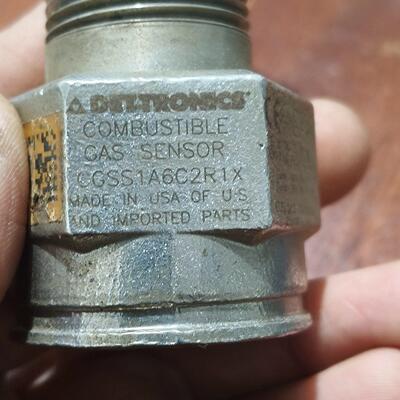 DET-TRONICS
COMBUSTIBLE
GAS SENSOR
CGSS1A6C2R1X
MADE IN USA OF U.S
AND IMPORTED PARTS